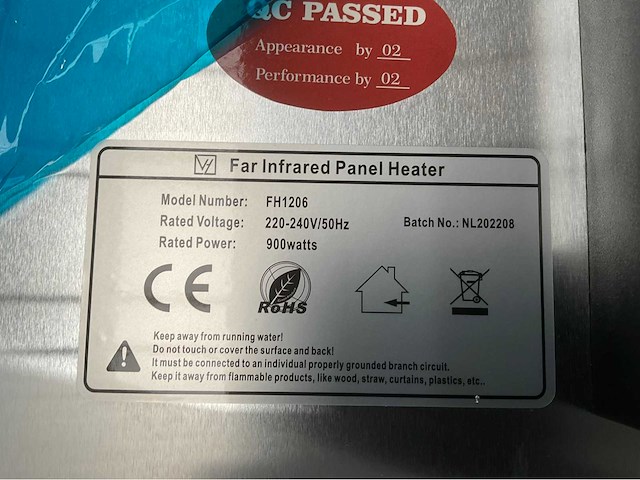 QC PASSED
Appearance by 02
Performance by 02
Far Infrared Panel Heater
Model Number: FH1206
Rated Voltage: 220-240V/50Hz
Batch No.: NL202208
Rated Power: 900watts
CE
RoHS
Keep away from running water!
Do not touch or cover the surface and back!
It must be connected to an individual properly grounded branch circuit.
Keep it away from flammable products, like wood, straw, curtains, plastics, etc..